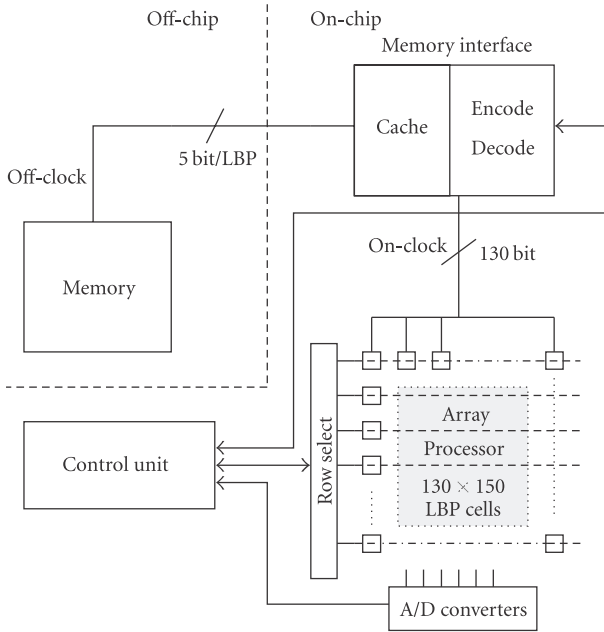 Off-chip
On-chip
Memory interface
Cache
Encode
Decode
5 bit/LBP
Off-clock
Memory
On-clock
130 bit
Row select
Array
Processor
130 × 150
LBP cells
Control unit
A/D converters